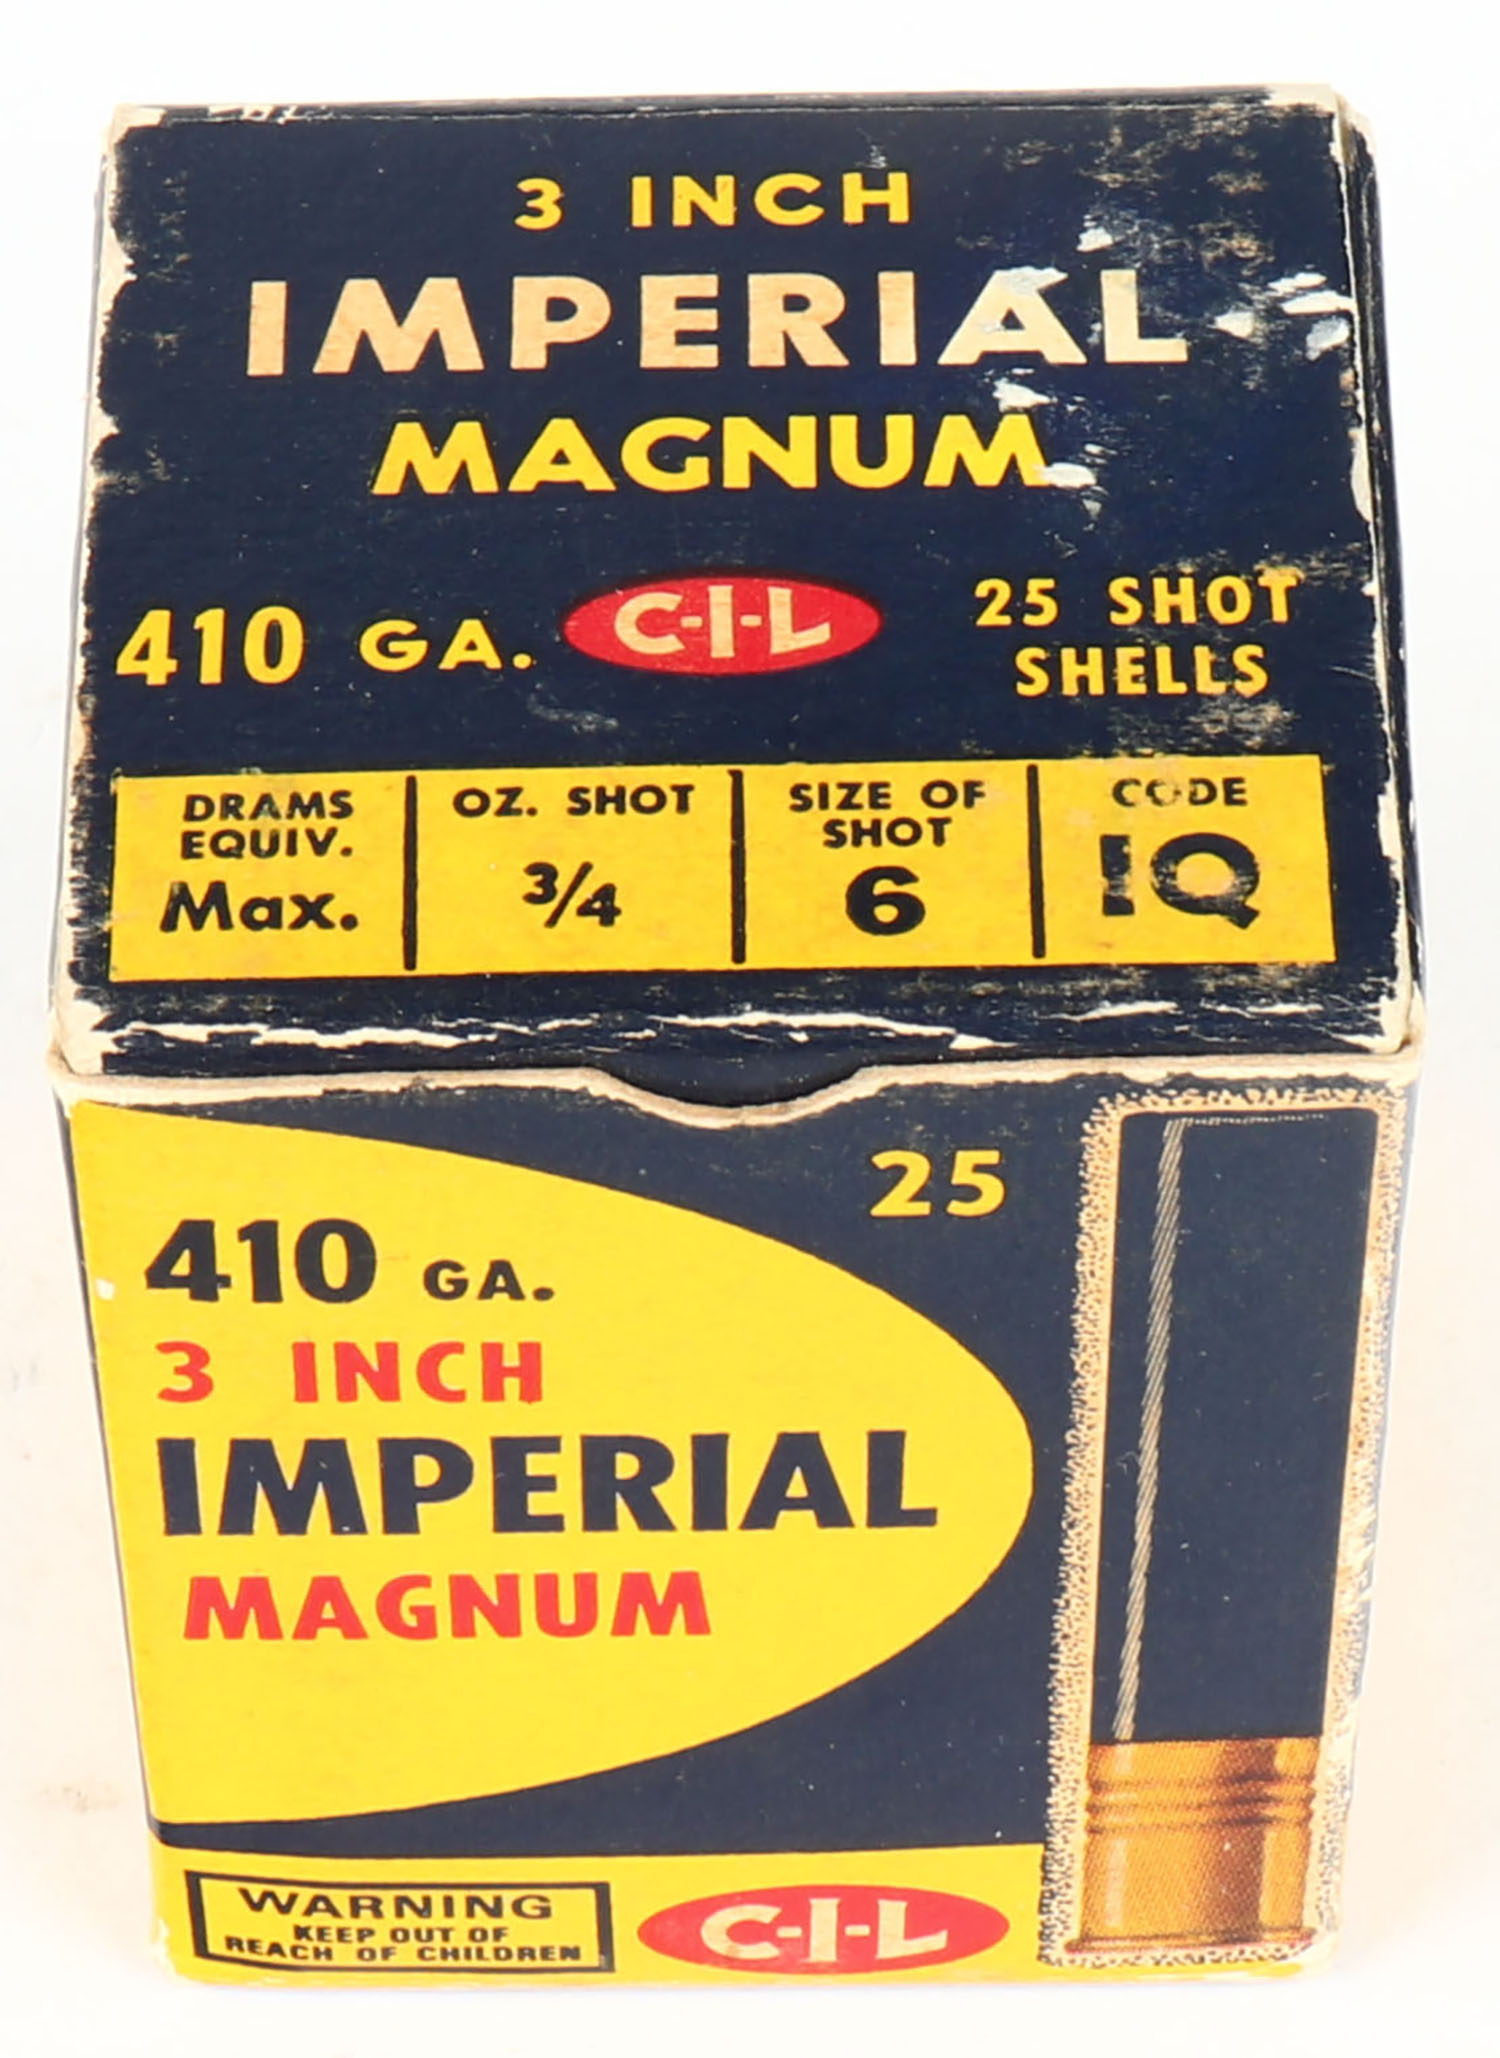 3 INCH
IMPERIAL
MAGNUM
410 GA. C-I-L 25 SHOT
SHELLS
DRAMS OZ. SHOT SIZE OF CODE
EQUIV. SHOT
Max. 3/4 6 IQ
25
410 GA.
3 INCH
IMPERIAL
MAGNUM
WARNING
KEEP OUT OF
REACH OF CHILDREN
C-I-L